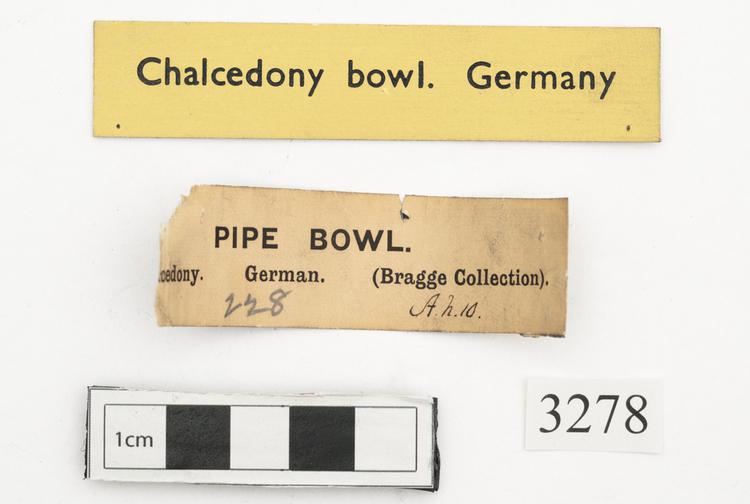 Chalcedony bowl. Germany
PIPE BOWL.
cedony. German. (Bragge Collection).
228 A.h.10.
1cm
3278